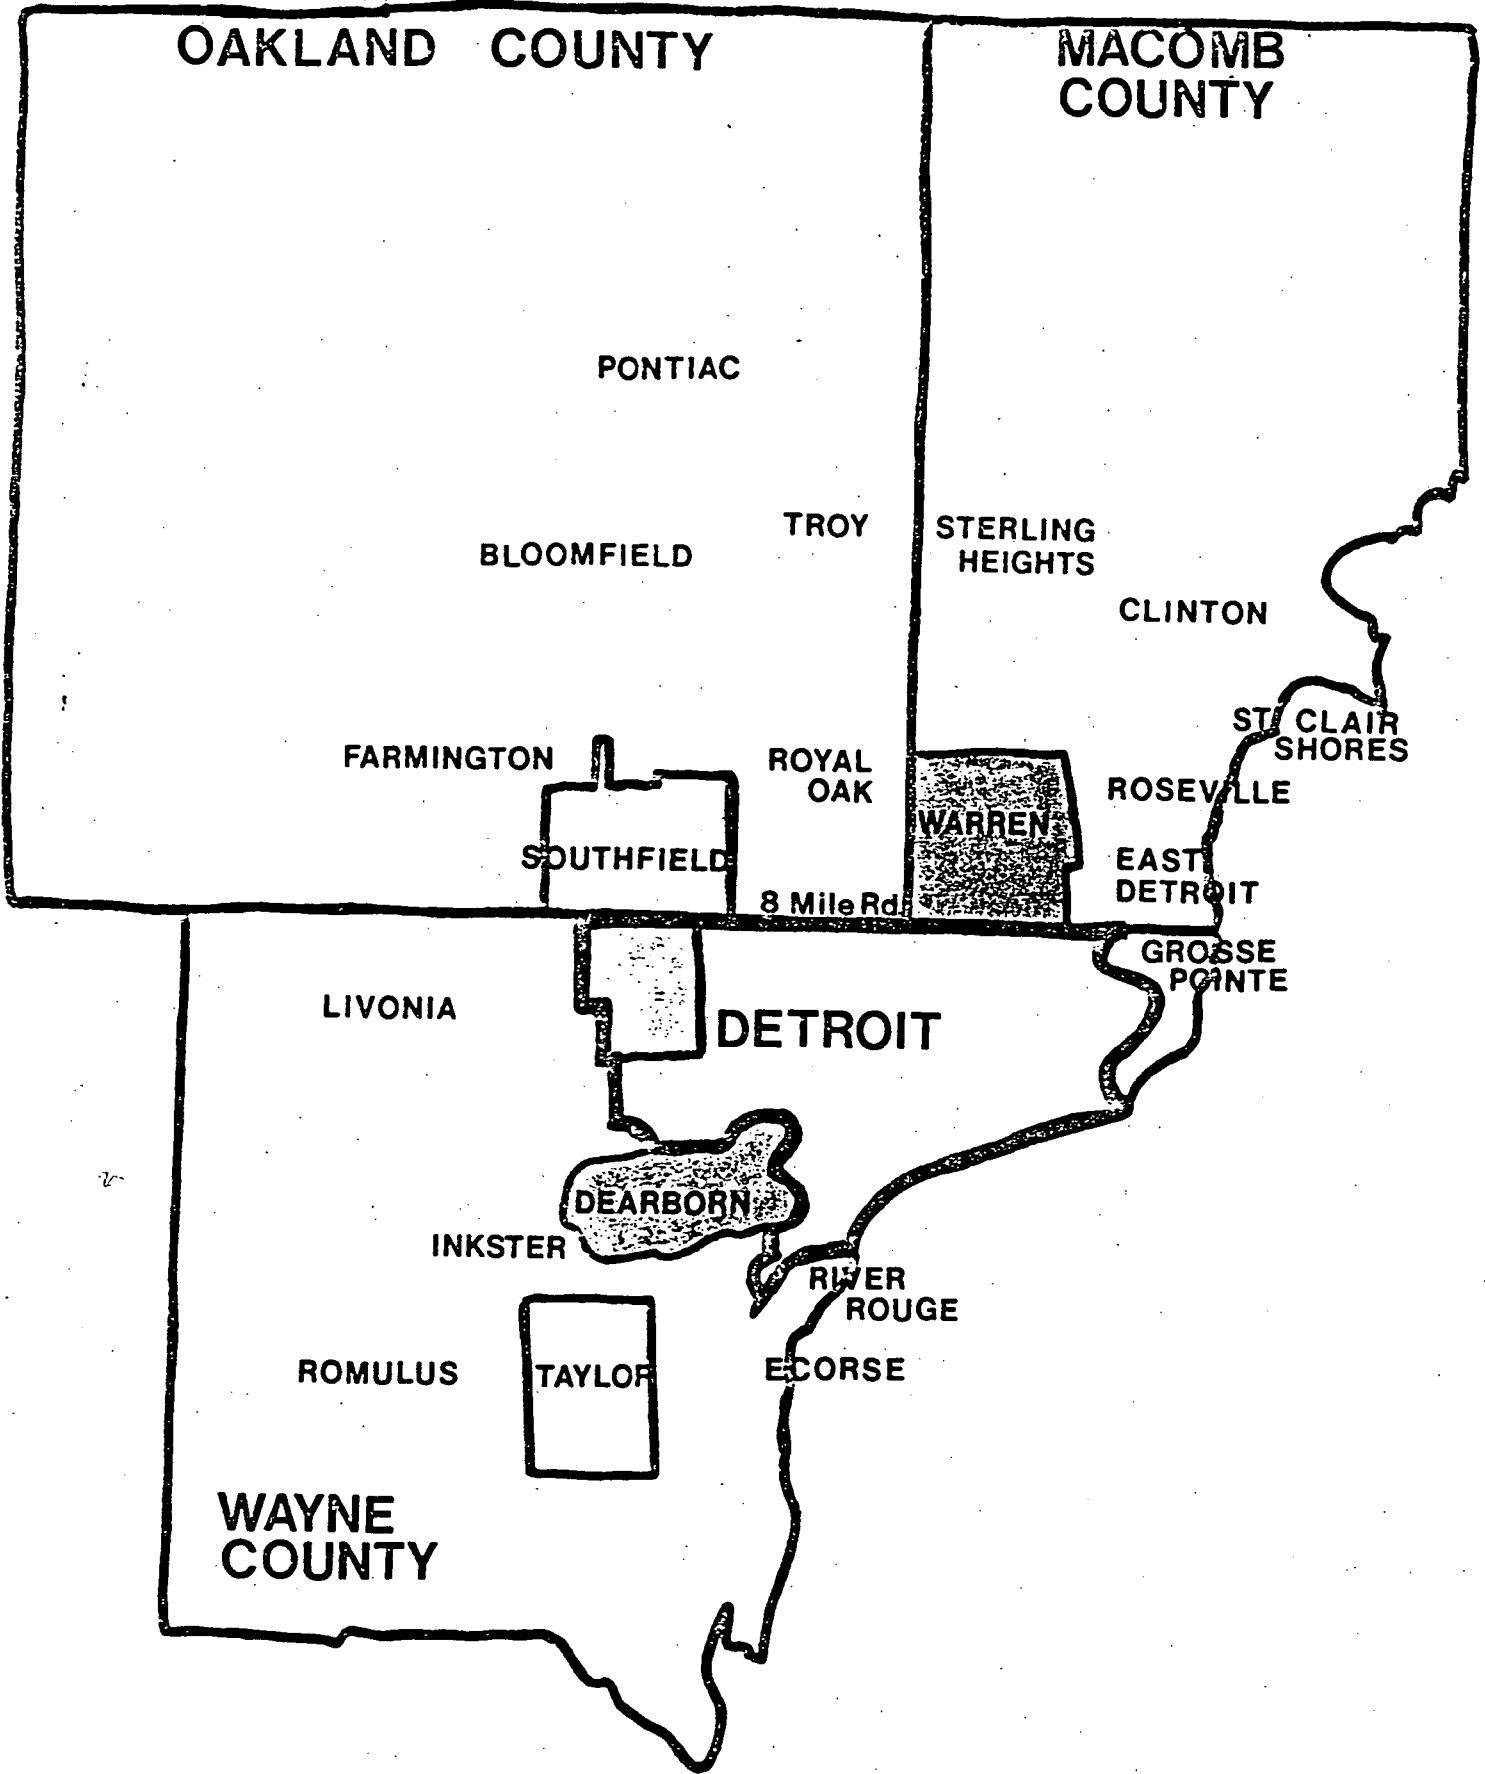 OAKLAND COUNTY
MACOMB
COUNTY
PONTIAC
TROY
STERLING
HEIGHTS
BLOOMFIELD
CLINTON
ST. CLAIR
SHORES
FARMINGTON
ROYAL
OAK
ROSEVILLE
WARREN
SOUTHFIELD
EAST
DETROIT
8 Mile Rd.
GROSSE
POINTE
LIVONIA
DETROIT
DEARBORN
INKSTER
RIVER
ROUGE
ROMULUS
TAYLOR
ECORSE
WAYNE
COUNTY